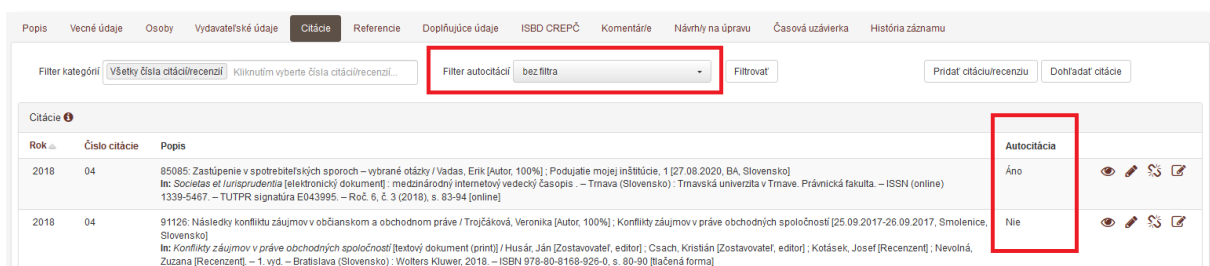 Popis Vecné údaje Osoby Vydavateľské údaje Citácie Referencie Doplňujúce údaje ISBD CREPČ Komentár/e Návrh/y na úpravu Časová uzávierka História záznamu
Filter kategórií Všetky čísla citácií/recenzií Kliknutím vyberte čísla citácií/recenzií... Filter autocitácií bez filtra Filtrovať Pridať citáciu/recenziu Dohľadať citácie
Citácie
Rok Číslo citácie Popis Autocitácia
2018 04 85085: Zastúpenie v spotrebiteľských sporoch – vybrané otázky / Vadas, Erik [Autor, 100%] ; Podujatie mojej inštitúcie, 1 [27.08.2020, BA, Slovensko] Áno
In: Societas et iurisprudentia [elektronický dokument] : medzinárodný internetový vedecký časopis . – Trnava (Slovensko) : Trnavská univerzita v Trnave. Právnická fakulta. – ISSN (online)
1339-5467. – TUTPR signatúra E043995. – Roč. 6, č. 3 (2018), s. 83-94 [online]
2018 04 91126: Následky konfliktu záujmov v občianskom a obchodnom práve / Trojčáková, Veronika [Autor, 100%] ; Konflikty záujmov v práve obchodných spoločností [25.09.2017-26.09.2017, Smolenice, Nie
Slovensko]
In: Konflikty záujmov v práve obchodných spoločností [textový dokument (print)] / Husár, Ján [Zostavovateľ, editor] ; Csach, Kristián [Zostavovateľ, editor] ; Kotásek, Josef [Recenzent] ; Nevolná,
Zuzana [Recenzent]. – 1. vyd. – Bratislava (Slovensko) : Wolters Kluwer, 2018. – ISBN 978-80-8168-926-0, s. 80-90 [tlačená forma]